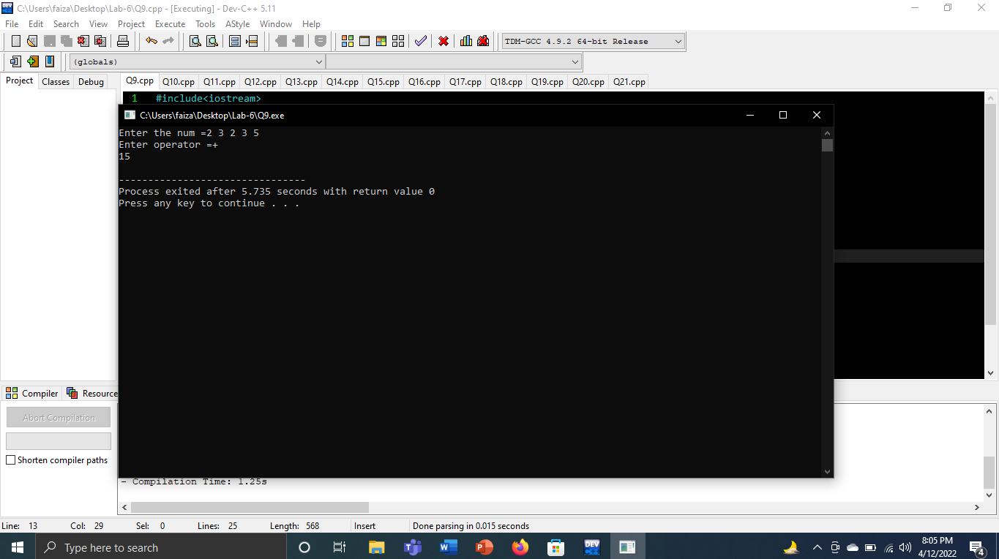 C:\Users\faiza\Desktop\Lab-6\Q9.cpp - [Executing] - Dev-C++ 5.11
File Edit Search View Project Execute Tools AStyle Window Help
TDM-GCC 4.9.2 64-bit Release
(globals)
Project Classes Debug
Q9.cpp Q10.cpp Q11.cpp Q12.cpp Q13.cpp Q14.cpp Q15.cpp Q16.cpp Q17.cpp Q18.cpp Q19.cpp Q20.cpp Q21.cpp
1 #include<iostream>
C:\Users\faiza\Desktop\Lab-6\Q9.exe
Enter the num =2 3 2 3 5
Enter operator =+
15
--------------------------------
Process exited after 5.735 seconds with return value 0
Press any key to continue . . .
Compiler Resource
Abort Compilation
Shorten compiler paths
- Compilation Time: 1.25s
Line: 13 Col: 29 Sel: 0 Lines: 25 Length: 568 Insert Done parsing in 0.015 seconds
Type here to search
8:05 PM
4/12/2022
4